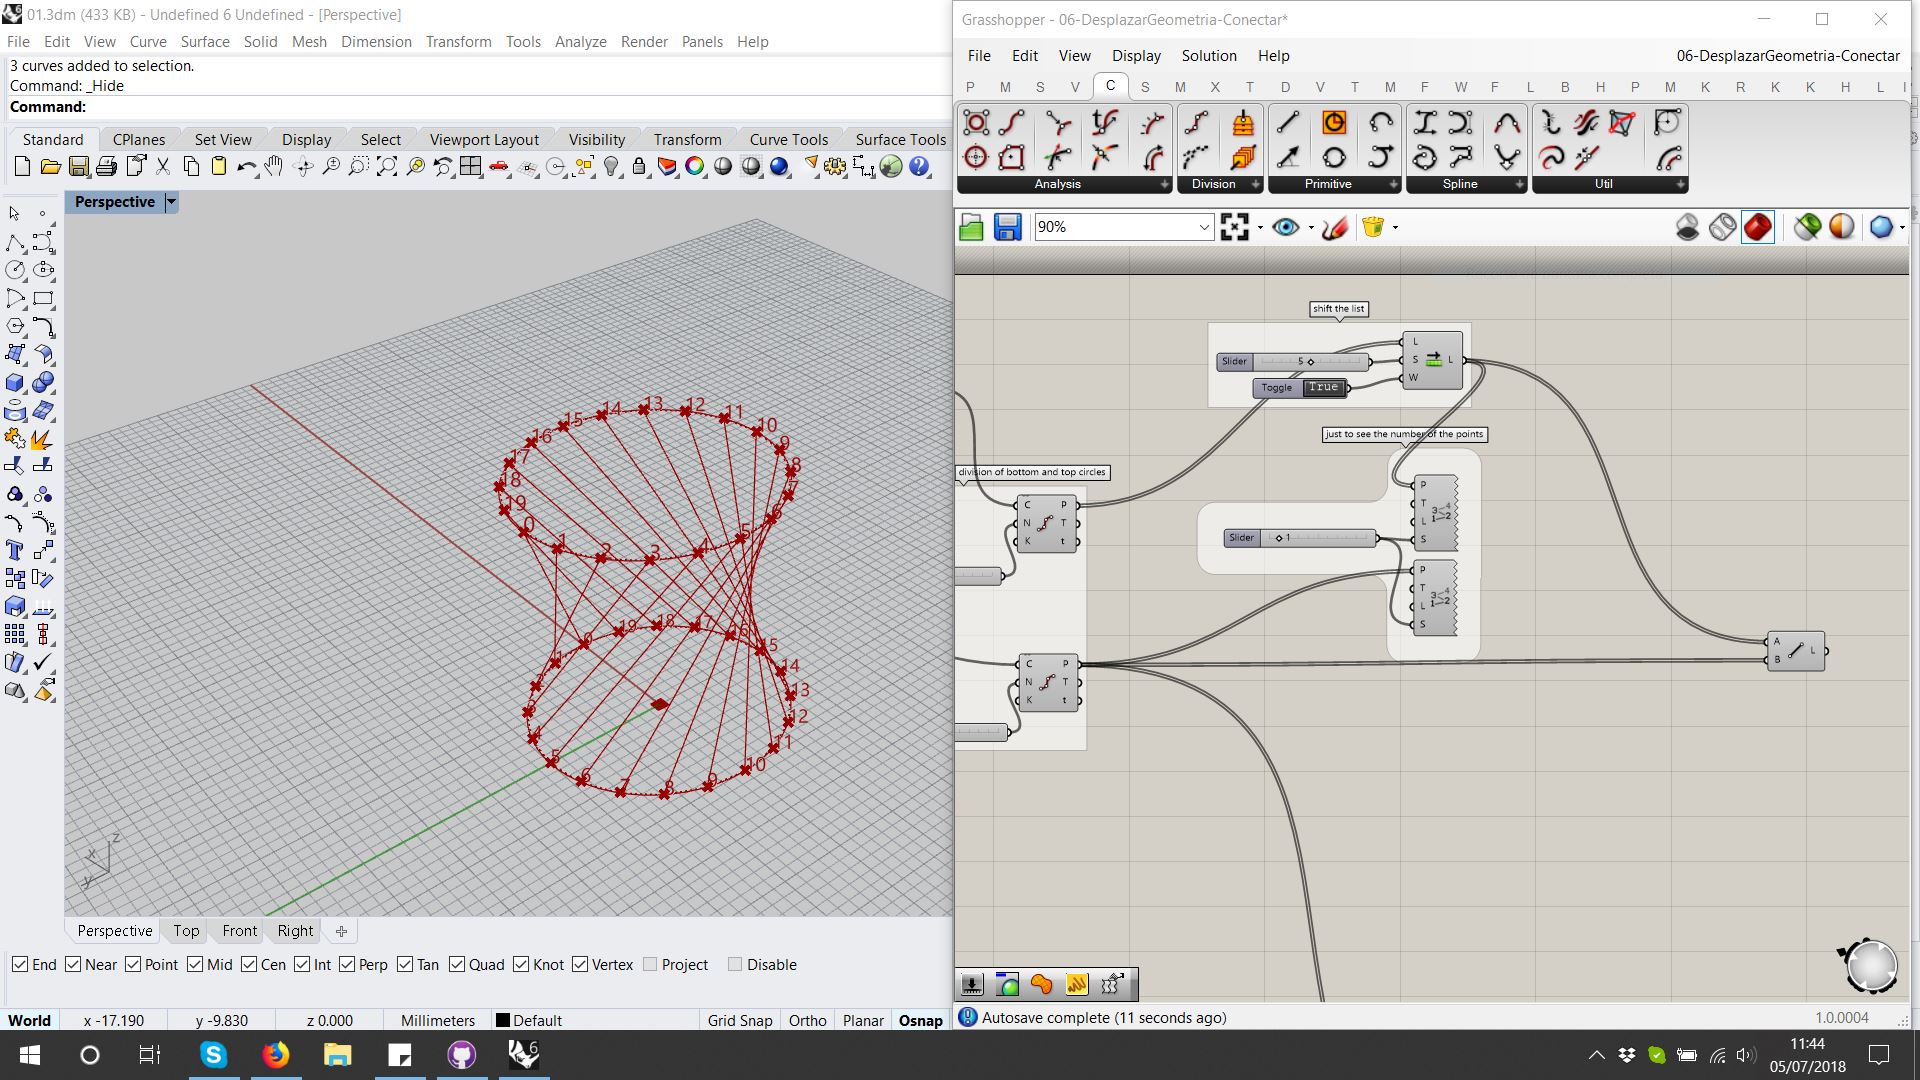 01.3dm (433 KB) - Undefined 6 Undefined - [Perspective]
File Edit View Curve Surface Solid Mesh Dimension Transform Tools Analyze Render Panels Help
3 curves added to selection.
Command: _Hide
Command:
Standard CPlanes Set View Display Select Viewport Layout Visibility Transform Curve Tools Surface Tools
Perspective
14 13 12 11
15 10
16 9
17 8
18 7
19 6
0 5
1 2 3 4
0 19 18 17 16
1 15
14
13
3 12
4 11
5 10
6 7 8 9
z
x
y
Perspective Top Front Right
End Near Point Mid Cen Int Perp Tan Quad Knot Vertex Project Disable
World x -17.190 y -9.830 z 0.000 Millimeters Default Grid Snap Ortho Planar Osnap
Grasshopper - 06-DesplazarGeometria-Conectar*
File Edit View Display Solution Help 06-DesplazarGeometria-Conectar
P M S V C S M X T D V T M F W F L B H P M K R K K H L I
Analysis Division Primitive Spline Util
90%
shift the list
Slider 5
Toggle True
L
S L
W
just to see the number of the points
division of bottom and top circles
C P
N T
K t
P
T
L
S
Slider 1
P
T
L
S
C P
N T
K t
A
B L
Autosave complete (11 seconds ago) 1.0.0004
6
11:44
05/07/2018